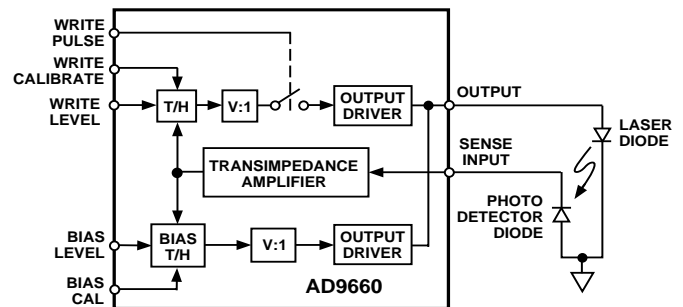 WRITE
PULSE
WRITE
CALIBRATE
WRITE
LEVEL
T/H
V:1
OUTPUT
DRIVER
OUTPUT
LASER
DIODE
SENSE
INPUT
TRANSIMPEDANCE
AMPLIFIER
PHOTO
DETECTOR
DIODE
BIAS
LEVEL
BIAS
T/H
V:1
OUTPUT
DRIVER
BIAS
CAL
AD9660